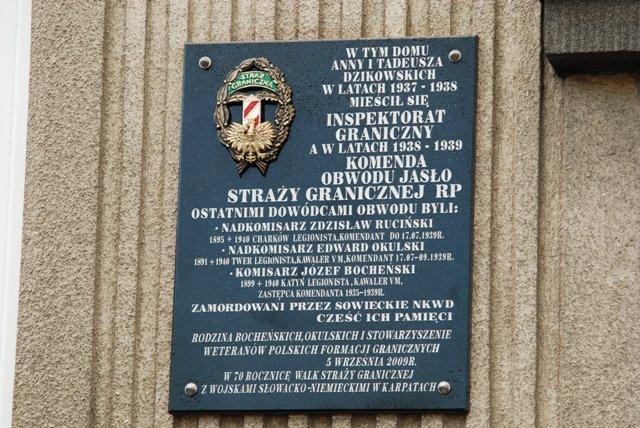 STRAŻ
GRANICZNA
W TYM DOMU
ANNY I TADEUSZA
DZIKOWSKICH
W LATACH 1937 - 1938
MIEŚCIŁ SIĘ
INSPEKTORAT
GRANICZNY
A W LATACH 1938 - 1939
KOMENDA
OBWODU JASŁO
STRAŻY GRANICZNEJ RP
OSTATNIMI DOWÓDCAMI OBWODU BYLI:
· NADKOMISARZ ZDZISŁAW RUCIŃSKI
1895 + 1940 CHARKÓW LEGIONISTA, KOMENDANT DO 17.07.1939R.
· NADKOMISARZ EDWARD OKULSKI
1891 + 1940 TWER LEGIONISTA, KAWALER VM, KOMENDANT 17.07-09.1939R.
· KOMISARZ JÓZEF BOCHEŃSKI
1899 + 1940 KATYŃ LEGIONISTA, KAWALER VM,
ZASTĘPCA KOMENDANTA 1935-1939R.
ZAMORDOWANI PRZEZ SOWIECKIE NKWD
CZEŚĆ ICH PAMIĘCI
RODZINA BOCHEŃSKICH, OKULSKICH I STOWARZYSZENIE
WETERANÓW POLSKICH FORMACJI GRANICZNYCH
5 WRZEŚNIA 2009R.
W 70 ROCZNICĘ WALK STRAŻY GRANICZNEJ
Z WOJSKAMI SŁOWACKO-NIEMIECKIMI W KARPATACH